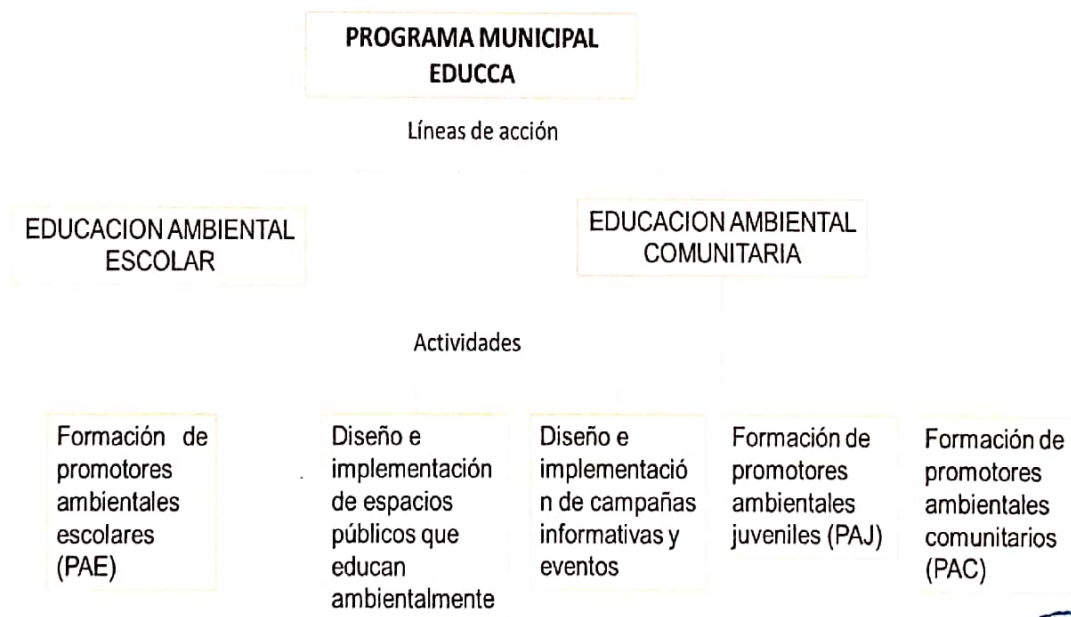 PROGRAMA MUNICIPAL
EDUCCA
Líneas de acción
EDUCACION AMBIENTAL
ESCOLAR
EDUCACION AMBIENTAL
COMUNITARIA
Actividades
Formación de
promotores
ambientales
escolares
(PAE)
Diseño e
implementación
de espacios
públicos que
educan
ambientalmente
Diseño e
implementació
n de campañas
informativas y
eventos
Formación de
promotores
ambientales
juveniles (PAJ)
Formación de
promotores
ambientales
comunitarios
(PAC)